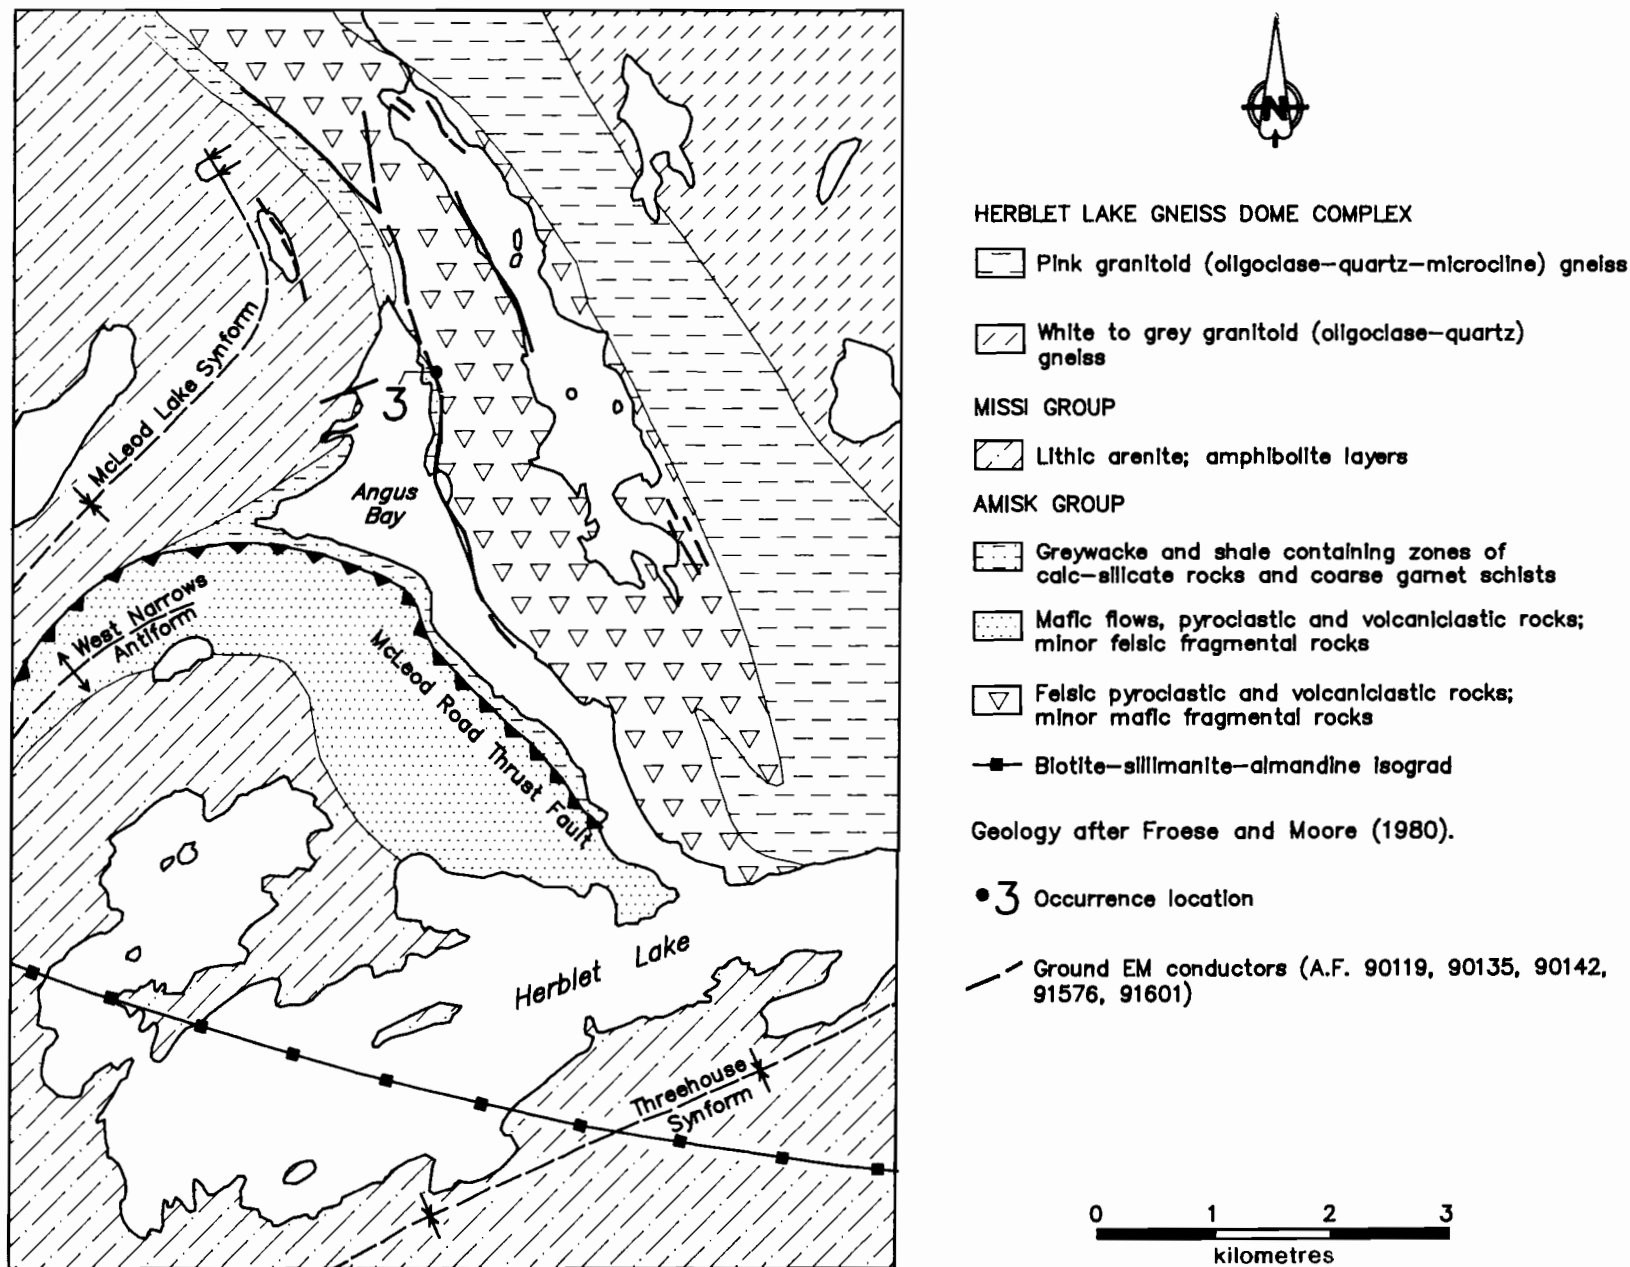 N
McLeod Lake Synform
3
Angus
Bay
West Narrows
Antiform
McLeod Road Thrust Fault
Herblet Lake
Threehouse
Synform
HERBLET LAKE GNEISS DOME COMPLEX
Pink granitoid (oligoclase-quartz-microcline) gneiss
White to grey granitoid (oligoclase-quartz)
gneiss
MISSI GROUP
Lithic arenite; amphibolite layers
AMISK GROUP
Greywacke and shale containing zones of
calc-silicate rocks and coarse garnet schists
Mafic flows, pyroclastic and volcaniclastic rocks;
minor felsic fragmental rocks
Felsic pyroclastic and volcaniclastic rocks;
minor mafic fragmental rocks
Biotite-sillimanite-almandine isograd
Geology after Froese and Moore (1980).
3 Occurrence location
Ground EM conductors (A.F. 90119, 90135, 90142,
91576, 91601)
0 1 2 3
kilometres